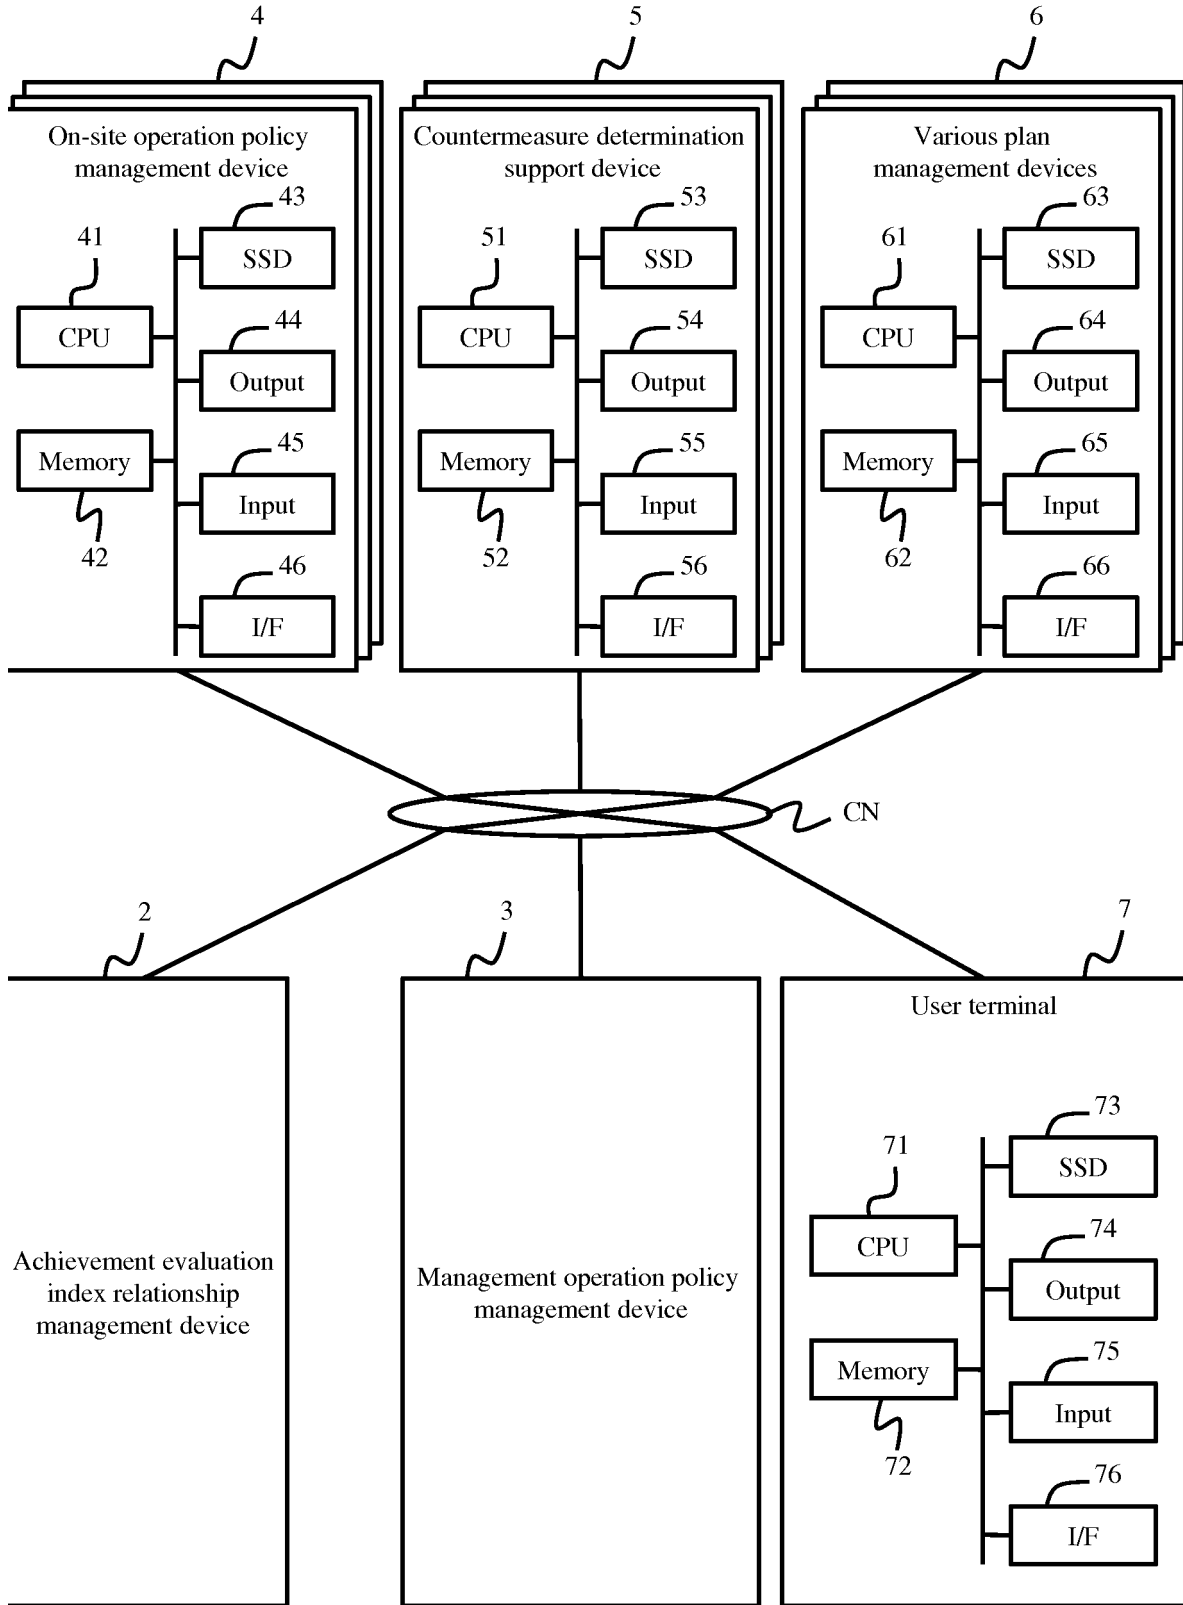 4
5
6
On-site operation policy
management device
43
SSD
41
CPU
44
Output
Memory
42
45
Input
46
I/F
Countermeasure determination
support device
53
SSD
51
CPU
54
Output
Memory
52
55
Input
56
I/F
Various plan
management devices
63
SSD
61
CPU
64
Output
Memory
62
65
Input
66
I/F
CN
2
Achievement evaluation
index relationship
management device
3
Management operation policy
management device
7
User terminal
73
SSD
71
CPU
74
Output
Memory
72
75
Input
76
I/F